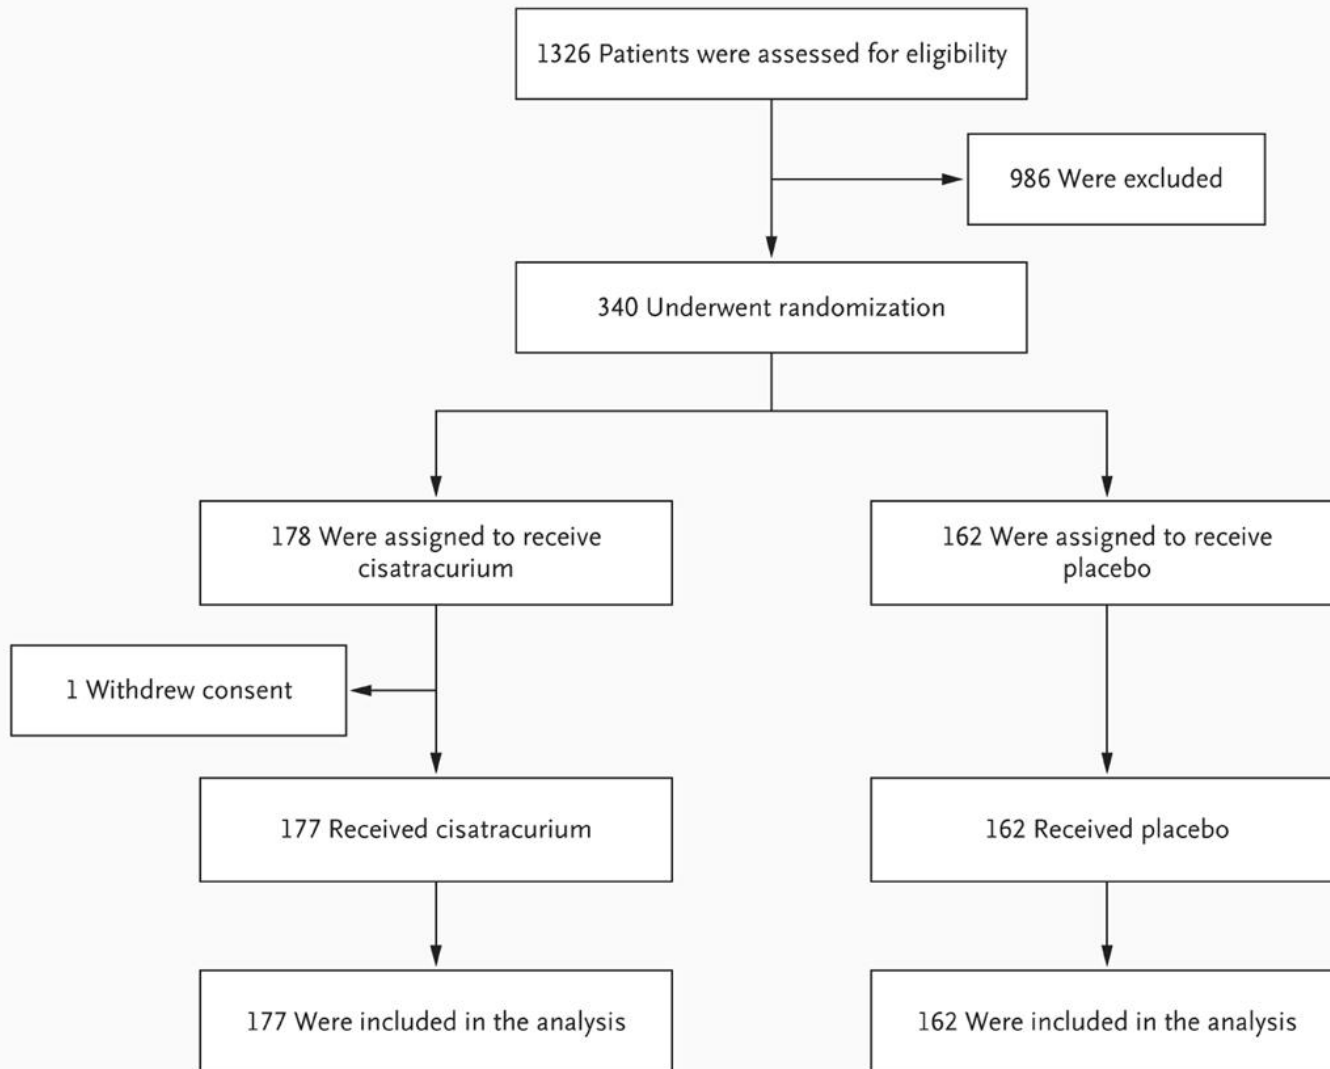 1326 Patients were assessed for eligibility
986 Were excluded
340 Underwent randomization
178 Were assigned to receive
cisatracurium
162 Were assigned to receive
placebo
1 Withdrew consent
177 Received cisatracurium
162 Received placebo
177 Were included in the analysis
162 Were included in the analysis